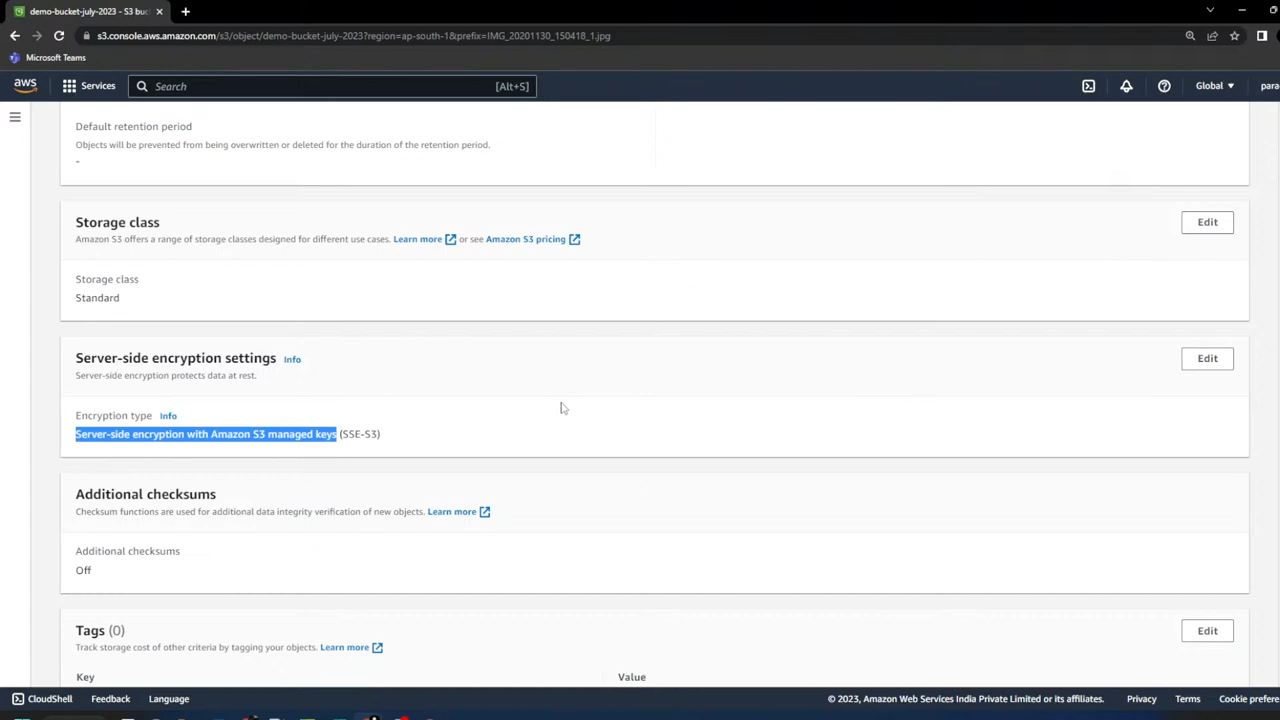 demo-bucket-july-2023 - S3 buc
s3.console.aws.amazon.com/s3/object/demo-bucket-july-2023?region=ap-south-1&prefix=IMG_20201130_150418_1.jpg
Microsoft Teams
aws
Services
Search
[Alt+S]
Global
para
Default retention period
Objects will be prevented from being overwritten or deleted for the duration of the retention period.
-
Storage class
Edit
Amazon S3 offers a range of storage classes designed for different use cases. Learn more or see Amazon S3 pricing
Storage class
Standard
Server-side encryption settings Info
Edit
Server-side encryption protects data at rest.
Encryption type Info
Server-side encryption with Amazon S3 managed keys (SSE-S3)
Additional checksums
Checksum functions are used for additional data integrity verification of new objects. Learn more
Additional checksums
Off
Tags (0)
Edit
Track storage cost of other criteria by tagging your objects. Learn more
Key Value
CloudShell Feedback Language
© 2023, Amazon Web Services India Private Limited or its affiliates. Privacy Terms Cookie prefere